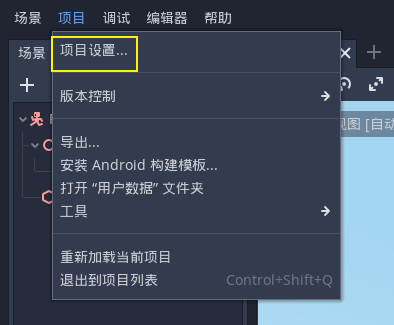 场景 项目 调试 编辑器 帮助
场景
项目设置...
版本控制
导出...
安装 Android 构建模板...
打开 “用户数据” 文件夹
工具
重新加载当前项目
退出到项目列表 Control+Shift+Q
视图 [自动